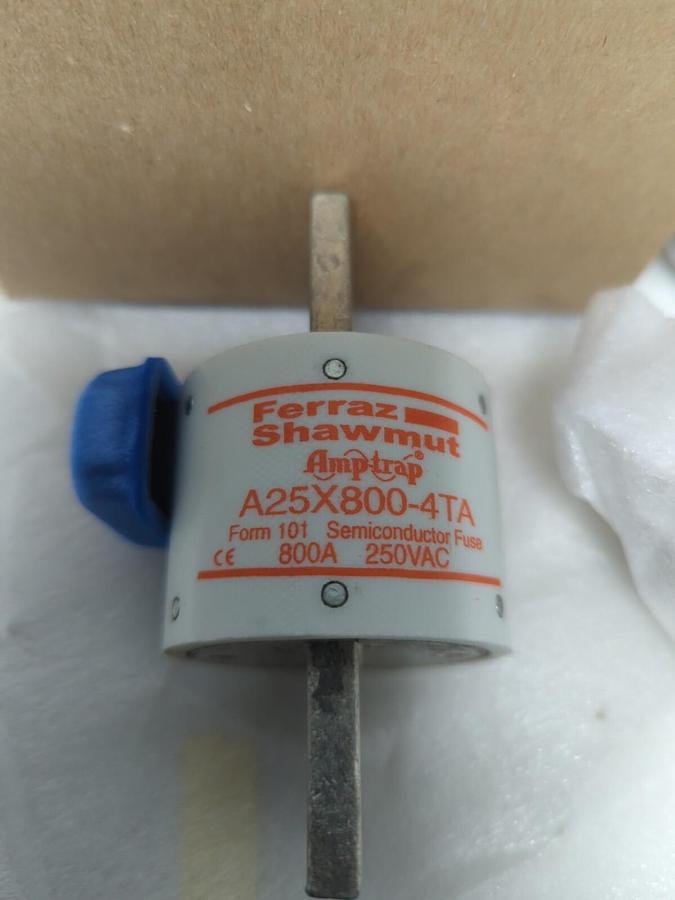 Ferraz
Shawmut
Amp-trap®
A25X800-4TA
Form 101 Semiconductor Fuse
CE 800A 250VAC